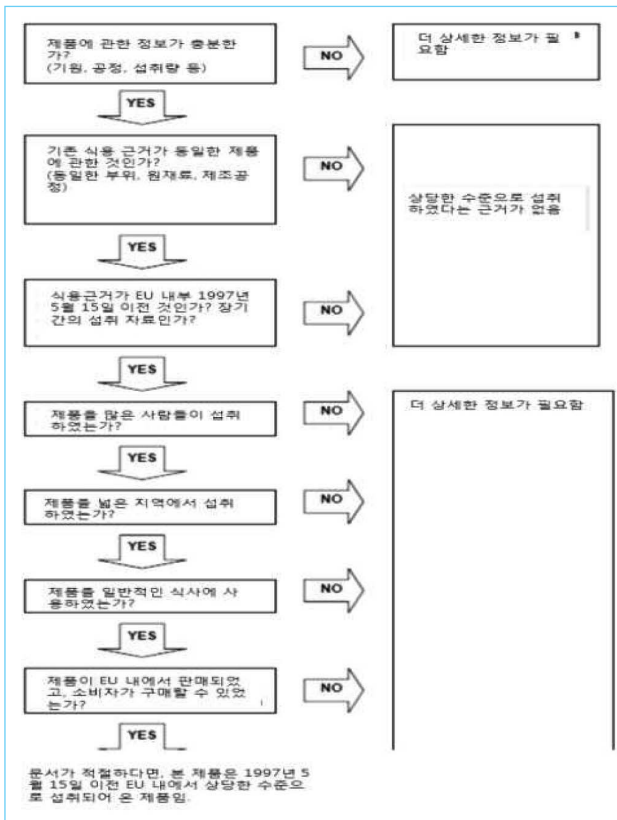 제품에 관한 정보가 충분한
가?
(기원, 공정, 섭취량 등)
NO
더 상세한 정보가 필
요함
YES
기존 식용 근거가 동일한 제품
에 관한 것인가?
(동일한 부위, 원재료, 제조공
정)
NO
상당한 수준으로 섭취
하였다는 근거가 없음
YES
식용근거가 EU 내부 1997년
5월 15일 이전 것인가? 장기
간의 섭취 자료인가?
NO
YES
제품을 많은 사람들이 섭취
하였는가?
NO
더 상세한 정보가 필요함
YES
제품를 넓은 지역에서 섭취
하였는가?
NO
YES
제품를 일반적인 식사에 사
용하였는가?
NO
YES
제품이 EU 내에서 판매되었
고, 소비자가 구매할 수 있었
는가?
NO
YES
문서가 적절하다면, 본 제품은 1997년 5
월 15일 이전 EU 내에서 상당한 수준으
로 섭취되어 온 제품임.